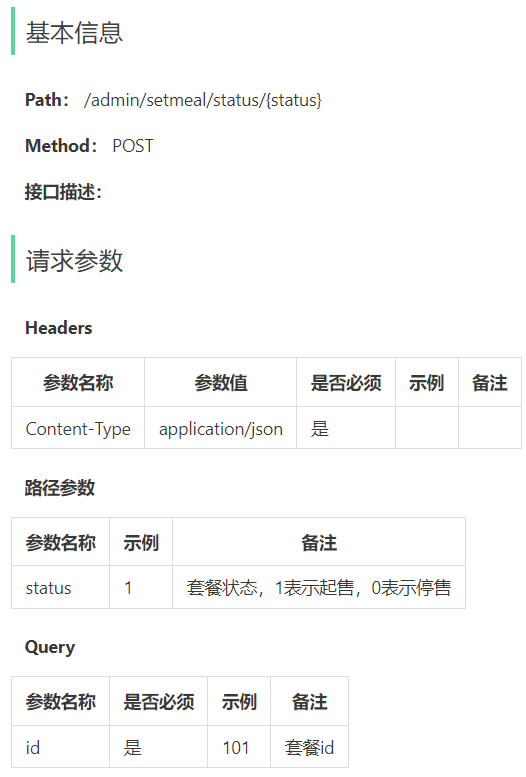 基本信息
Path： /admin/setmeal/status/{status}
Method： POST
接口描述：
请求参数
Headers
参数名称 参数值 是否必须 示例 备注
Content-Type application/json 是
路径参数
参数名称 示例 备注
status 1 套餐状态，1表示起售，0表示停售
Query
参数名称 是否必须 示例 备注
id 是 101 套餐id